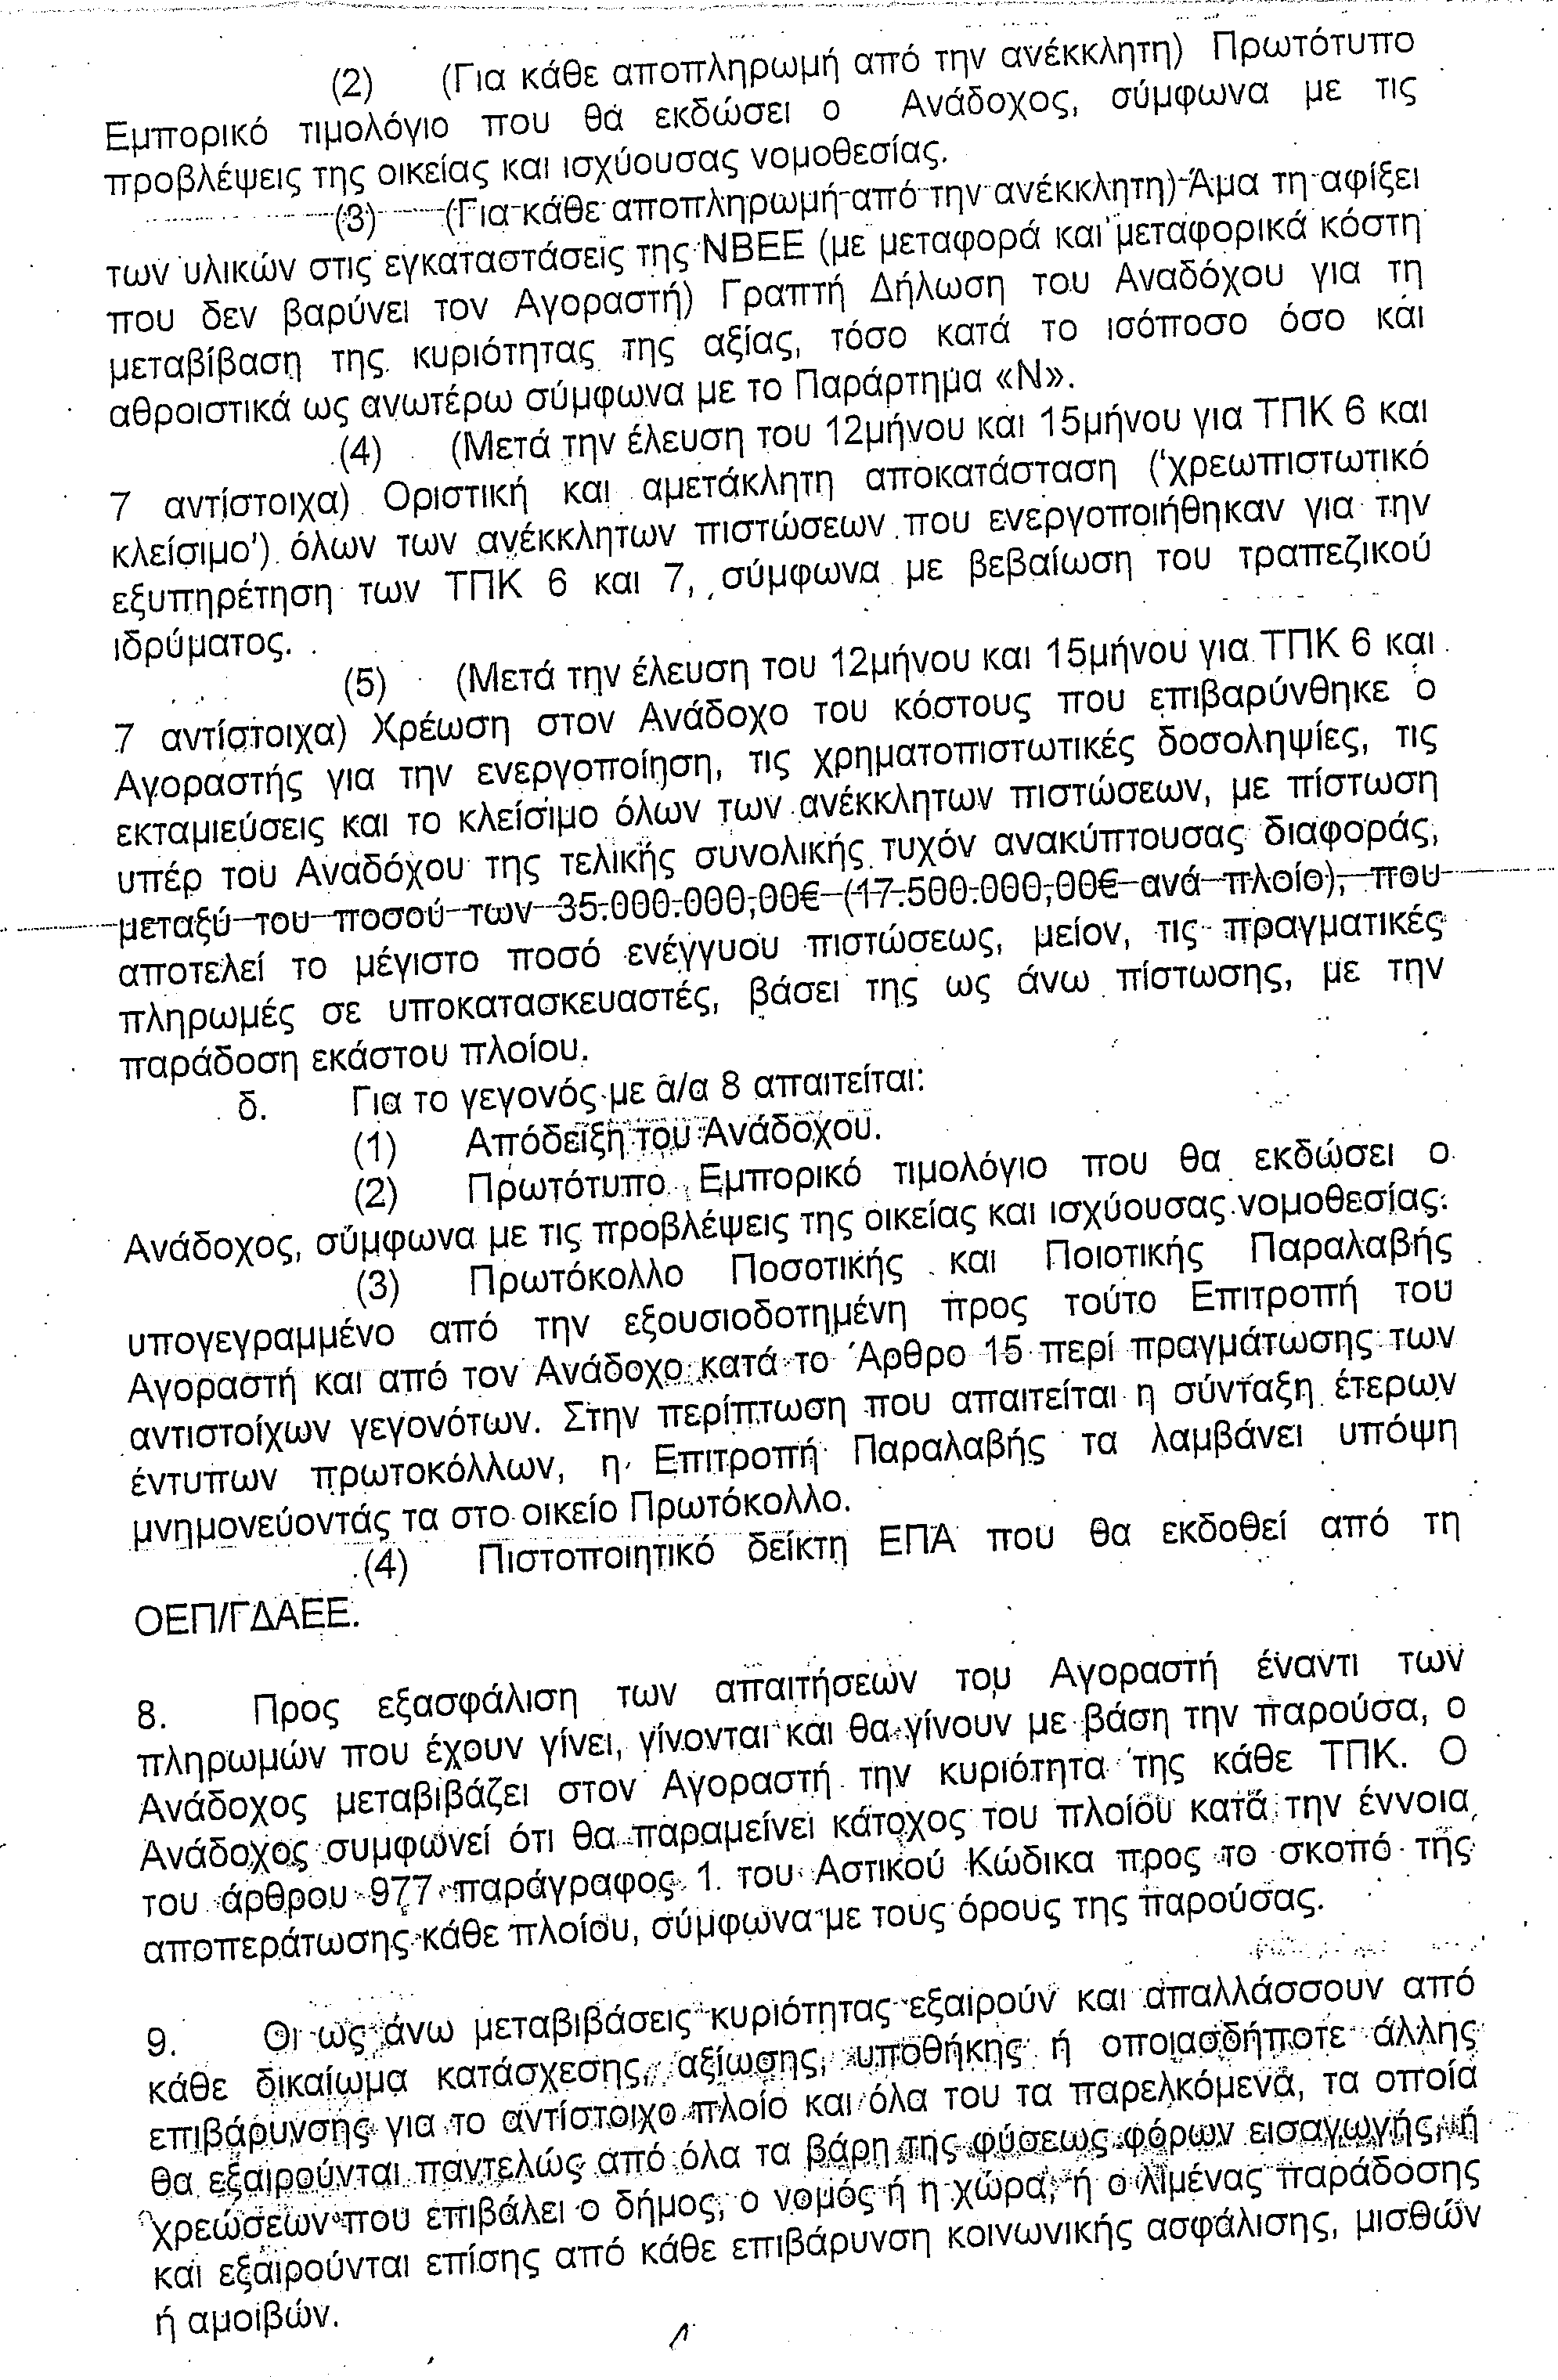 (2) (Για κάθε αποπληρωμή από την ανέκκλητη) Πρωτότυπο
Εμπορικό τιμολόγιο που θα εκδώσει ο Ανάδοχος, σύμφωνα με τις
προβλέψεις της οικείας και ισχύουσας νομοθεσίας.
(3) (Για κάθε αποπληρωμή από την ανέκκλητη) Άμα τη αφίξει
των υλικών στις εγκαταστάσεις της ΝΒΕΕ (με μεταφορά και μεταφορικά κόστη
που δεν βαρύνει τον Αγοραστή) Γραπτή Δήλωση του Αναδόχου για τη
μεταβίβαση της κυριότητας της αξίας, τόσο κατά το ισόποσο όσο και
αθροιστικά ως ανωτέρω σύμφωνα με το Παράρτημα «Ν».
(4) (Μετά την έλευση του 12μήνου και 15μήνου για ΤΠΚ 6 και
7 αντίστοιχα) Οριστική και αμετάκλητη αποκατάσταση ('χρεωπιστωτικό
κλείσιμο') όλων των ανέκκλητων πιστώσεων που ενεργοποιήθηκαν για την
εξυπηρέτηση των ΤΠΚ 6 και 7, σύμφωνα με βεβαίωση του τραπεζικού
ιδρύματος.
(5) (Μετά την έλευση του 12μήνου και 15μήνου για ΤΠΚ 6 και
7 αντίστοιχα) Χρέωση στον Ανάδοχο του κόστους που επιβαρύνθηκε ο
Αγοραστής για την ενεργοποίηση, τις χρηματοπιστωτικές δοσοληψίες, τις
εκταμιεύσεις και το κλείσιμο όλων των ανέκκλητων πιστώσεων, με πίστωση
υπέρ του Αναδόχου της τελικής συνολικής τυχόν ανακύπτουσας διαφοράς,
μεταξύ του ποσού των 35.000.000,00€ (17.500.000,00€ ανά πλοίο), που
αποτελεί το μέγιστο ποσό ενέγγυου πιστώσεως, μείον, τις πραγματικές
πληρωμές σε υποκατασκευαστές, βάσει της ως άνω πίστωσης, με την
παράδοση εκάστου πλοίου.
δ. Για το γεγονός με α/α 8 απαιτείται:
(1) Απόδειξη του Αναδόχου.
(2) Πρωτότυπο Εμπορικό τιμολόγιο που θα εκδώσει ο
Ανάδοχος, σύμφωνα με τις προβλέψεις της οικείας και ισχύουσας νομοθεσίας.
(3) Πρωτόκολλο Ποσοτικής και Ποιοτικής Παραλαβής
υπογεγραμμένο από την εξουσιοδοτημένη προς τούτο Επιτροπή του
Αγοραστή και από τον Ανάδοχο κατά το Άρθρο 15 περί πραγμάτωσης των
αντιστοίχων γεγονότων. Στην περίπτωση που απαιτείται η σύνταξη έτερων
έντυπων πρωτοκόλλων, η Επιτροπή Παραλαβής τα λαμβάνει υπόψη
μνημονεύοντάς τα στο οικείο Πρωτόκολλο.
(4) Πιστοποιητικό δείκτη ΕΠΑ που θα εκδοθεί από τη
ΟΕΠ/ΓΔΑΕΕ.
8. Προς εξασφάλιση των απαιτήσεων του Αγοραστή έναντι των
πληρωμών που έχουν γίνει, γίνονται και θα γίνουν με βάση την παρούσα, ο
Ανάδοχος μεταβιβάζει στον Αγοραστή την κυριότητα της κάθε ΤΠΚ. Ο
Ανάδοχος συμφωνεί ότι θα παραμείνει κάτοχος του πλοίου κατά την έννοια
του άρθρου 977 παράγραφος 1. του Αστικού Κώδικα προς το σκοπό της
αποπεράτωσης κάθε πλοίου, σύμφωνα με τους όρους της παρούσας.
9. Οι ως άνω μεταβιβάσεις κυριότητας εξαιρούν και απαλλάσσουν από
κάθε δικαίωμα κατάσχεσης, αξίωσης, υποθήκης ή οποιασδήποτε άλλης
επιβάρυνσης για το αντίστοιχο πλοίο και όλα του τα παρελκόμενα, τα οποία
θα εξαιρούνται παντελώς από όλα τα βάρη της φύσεως φόρων εισαγωγής, ή
χρεώσεων που επιβάλει ο δήμος, ο νομός ή η χώρα, ή ο λιμένας παράδοσης
και εξαιρούνται επίσης από κάθε επιβάρυνση κοινωνικής ασφάλισης, μισθών
ή αμοιβών.